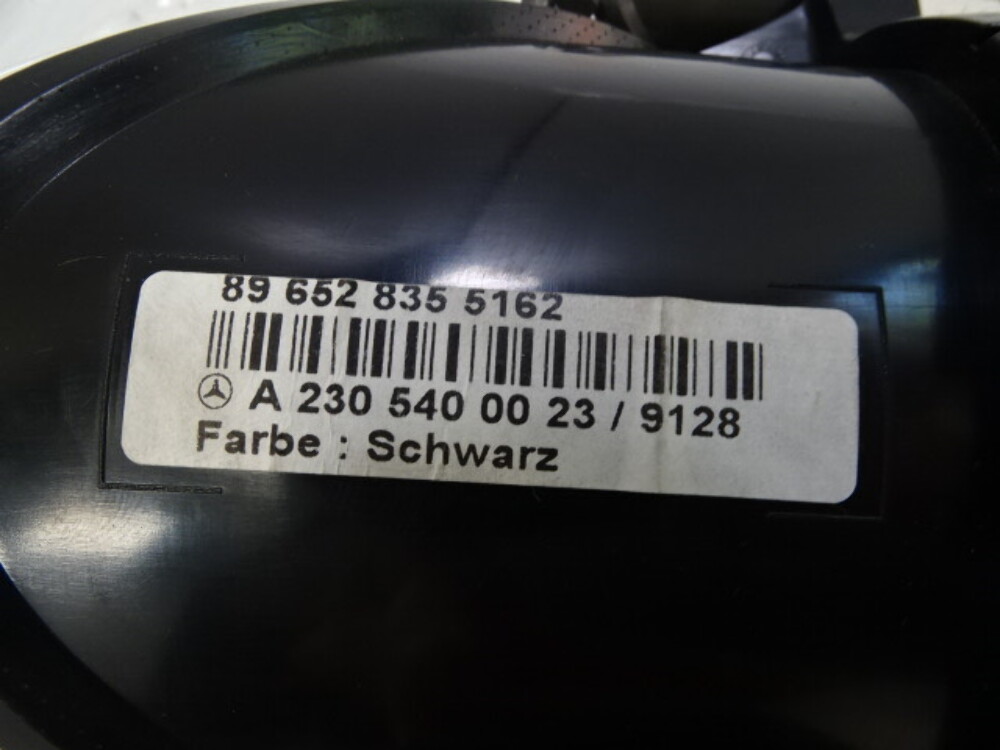 89 652 835 5162
A 230 540 00 23 / 9128
Farbe : Schwarz